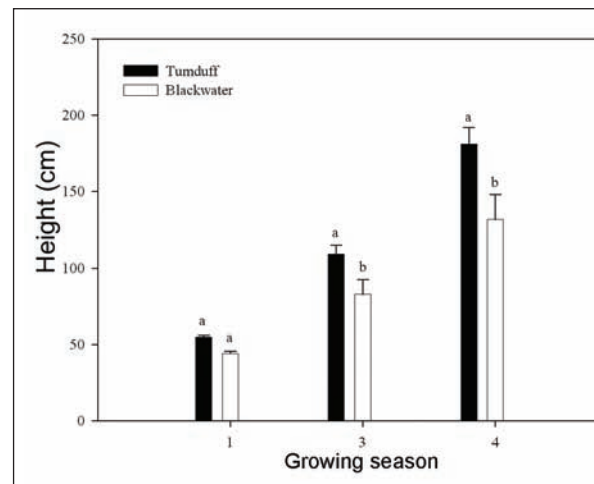 250
Tumduff
Blackwater
200
a
150
b
a
100
b
a
a
50
0
1
3
4
Height (cm)
Growing season